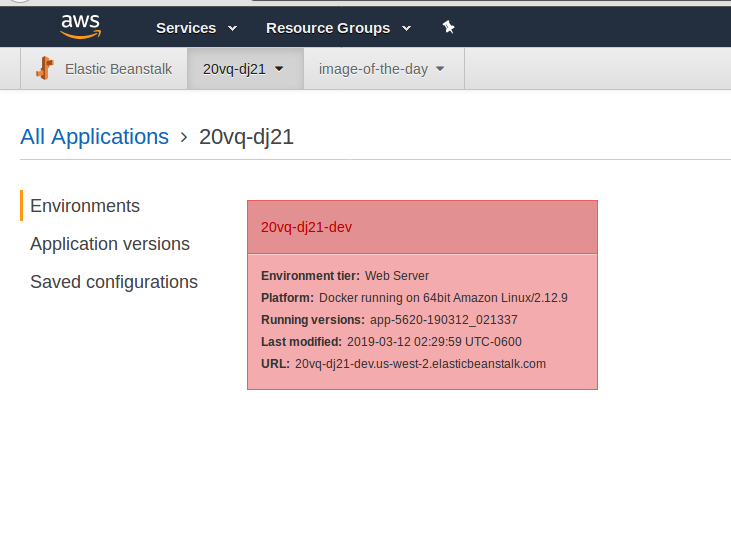 aws Services Resource Groups
Elastic Beanstalk 20vq-dj21 image-of-the-day
All Applications > 20vq-dj21
Environments
Application versions
Saved configurations
20vq-dj21-dev
Environment tier: Web Server
Platform: Docker running on 64bit Amazon Linux/2.12.9
Running versions: app-5620-190312_021337
Last modified: 2019-03-12 02:29:59 UTC-0600
URL: 20vq-dj21-dev.us-west-2.elasticbeanstalk.com